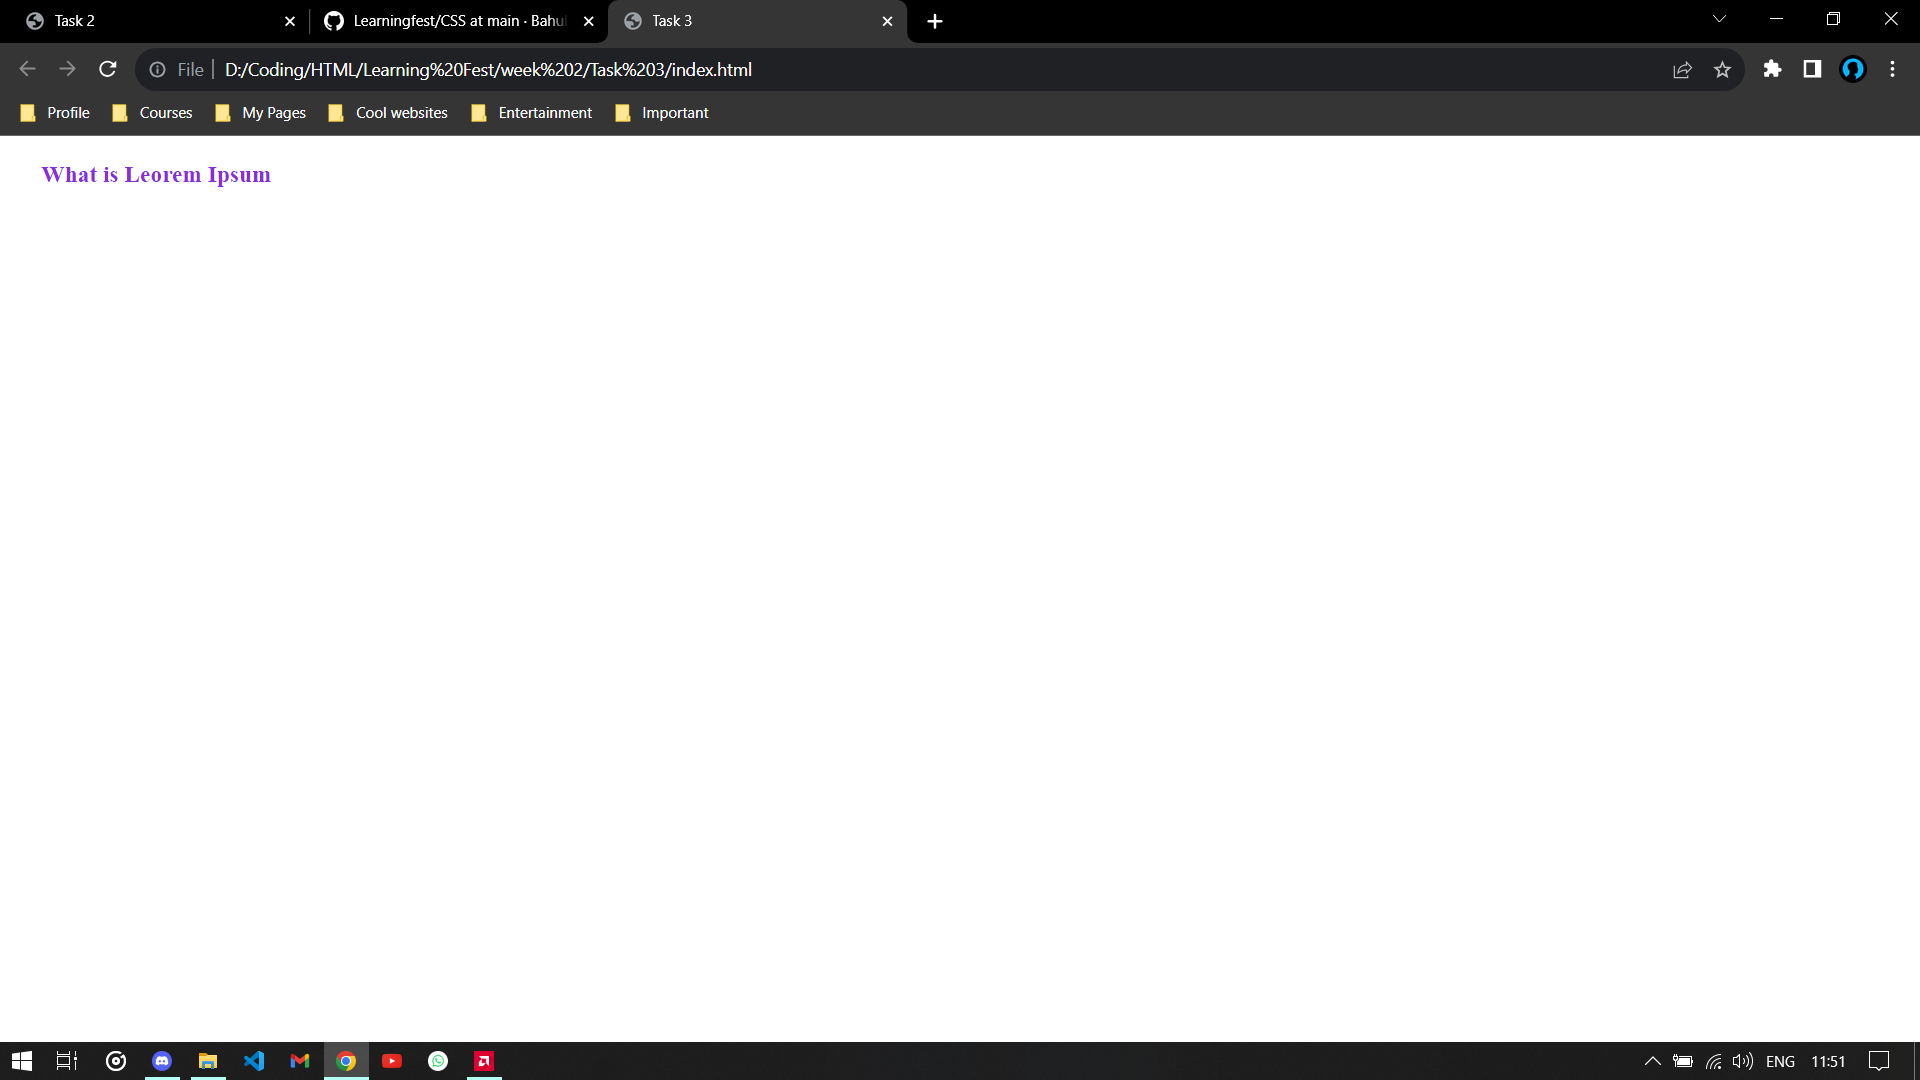 Task 2
Learningfest/CSS at main · Bahu
Task 3
File
D:/Coding/HTML/Learning%20Fest/week%202/Task%203/index.html
Profile
Courses
My Pages
Cool websites
Entertainment
Important
What is Leorem Ipsum
ENG
11:51